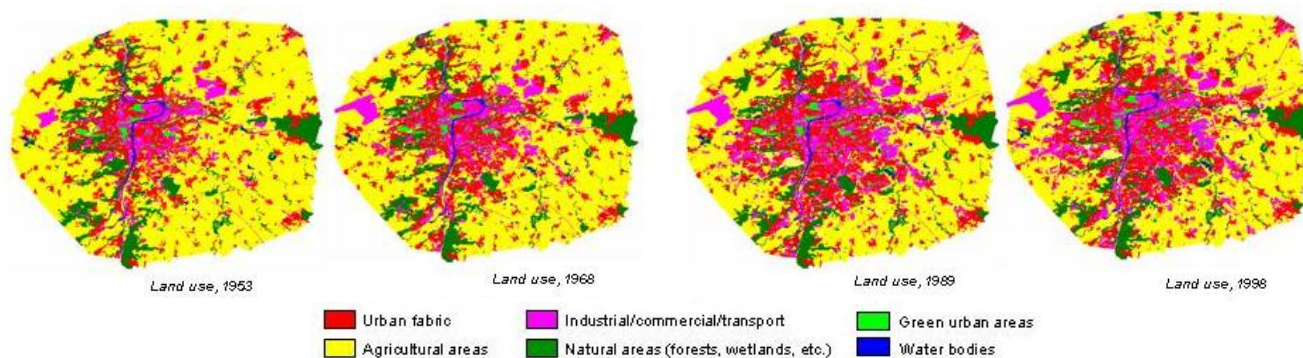 Land use, 1953
Land use, 1968
Land use, 1989
Land use, 1998
Urban fabric
Industrial/commercial/transport
Green urban areas
Agricultural areas
Natural areas (forests, wetlands, etc.)
Water bodies